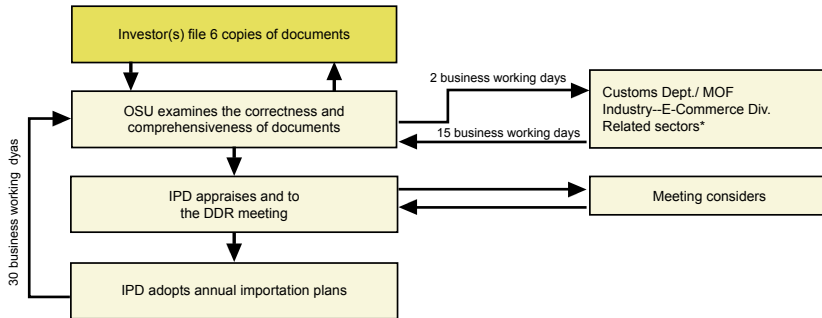 Investor(s) file 6 copies of documents
2 business working days
OSU examines the correctness and
comprehensiveness of documents
Customs Dept./ MOF
Industry--E-Commerce Div.
Related sectors*
15 business working days
30 business working dyas
IPD appraises and to
the DDR meeting
Meeting considers
IPD adopts annual importation plans